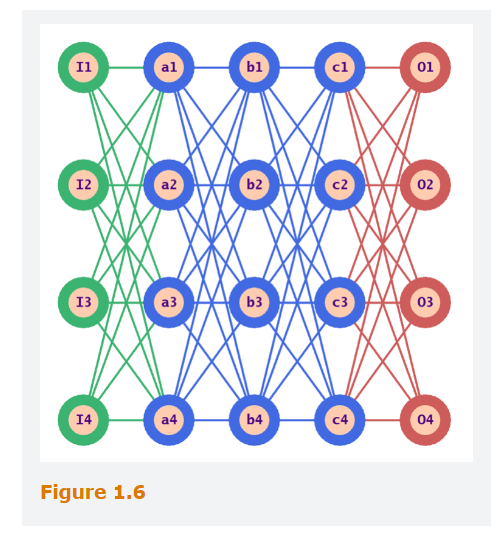 I1 a1 b1 c1 O1
I2 a2 b2 c2 O2
I3 a3 b3 c3 O3
I4 a4 b4 c4 O4
Figure 1.6